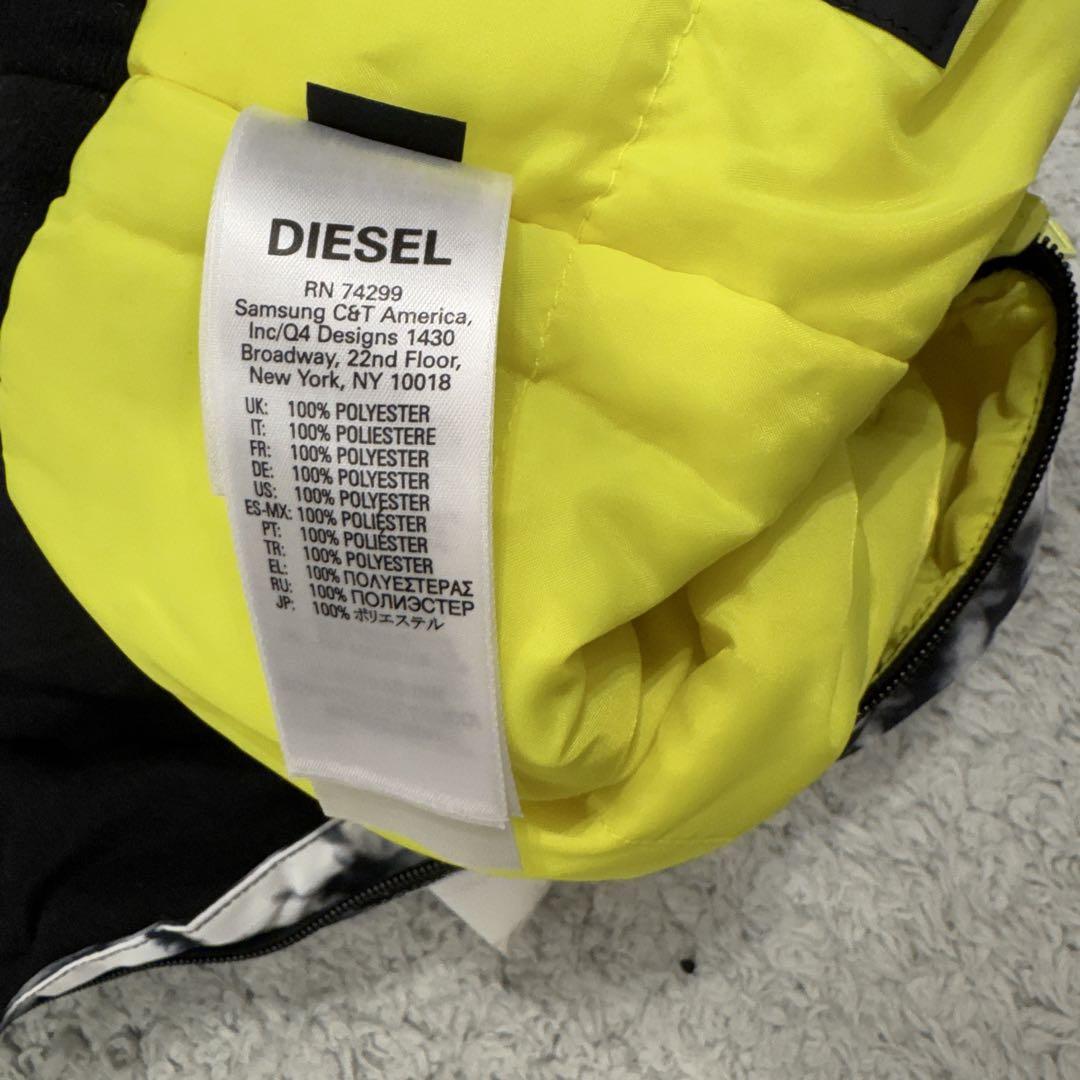 DIESEL
RN 74299
Samsung C&T America,
Inc/Q4 Designs 1430
Broadway, 22nd Floor,
New York, NY 10018
UK: 100% POLYESTER
IT: 100% POLIESTERE
FR: 100% POLYESTER
DE: 100% POLYESTER
US: 100% POLYESTER
ES-MX: 100% POLIÉSTER
PT: 100% POLIÉSTER
TR: 100% POLYESTER
EL: 100% ΠΟΛΥΕΣΤΕΡΑΣ
RU: 100% ПОЛИЭСТЕР
JP: 100% ポリエステル